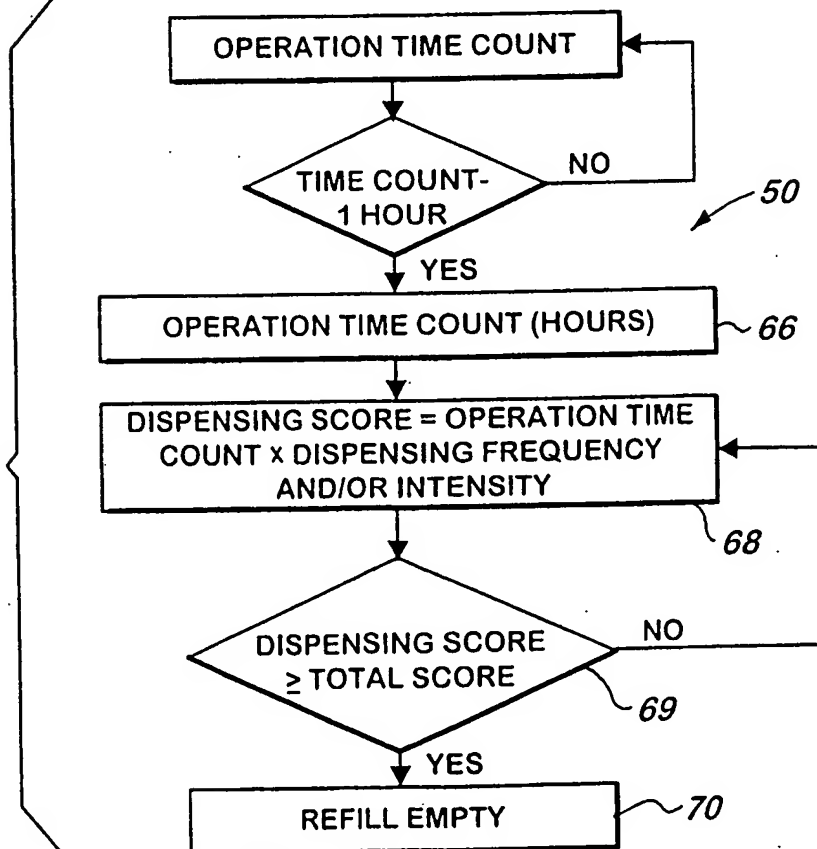 OPERATION TIME COUNT
TIME COUNT-
1 HOUR
NO
50
YES
OPERATION TIME COUNT (HOURS)
66
DISPENSING SCORE = OPERATION TIME
COUNT x DISPENSING FREQUENCY
AND/OR INTENSITY
68
DISPENSING SCORE
≥ TOTAL SCORE
NO
69
YES
REFILL EMPTY
70